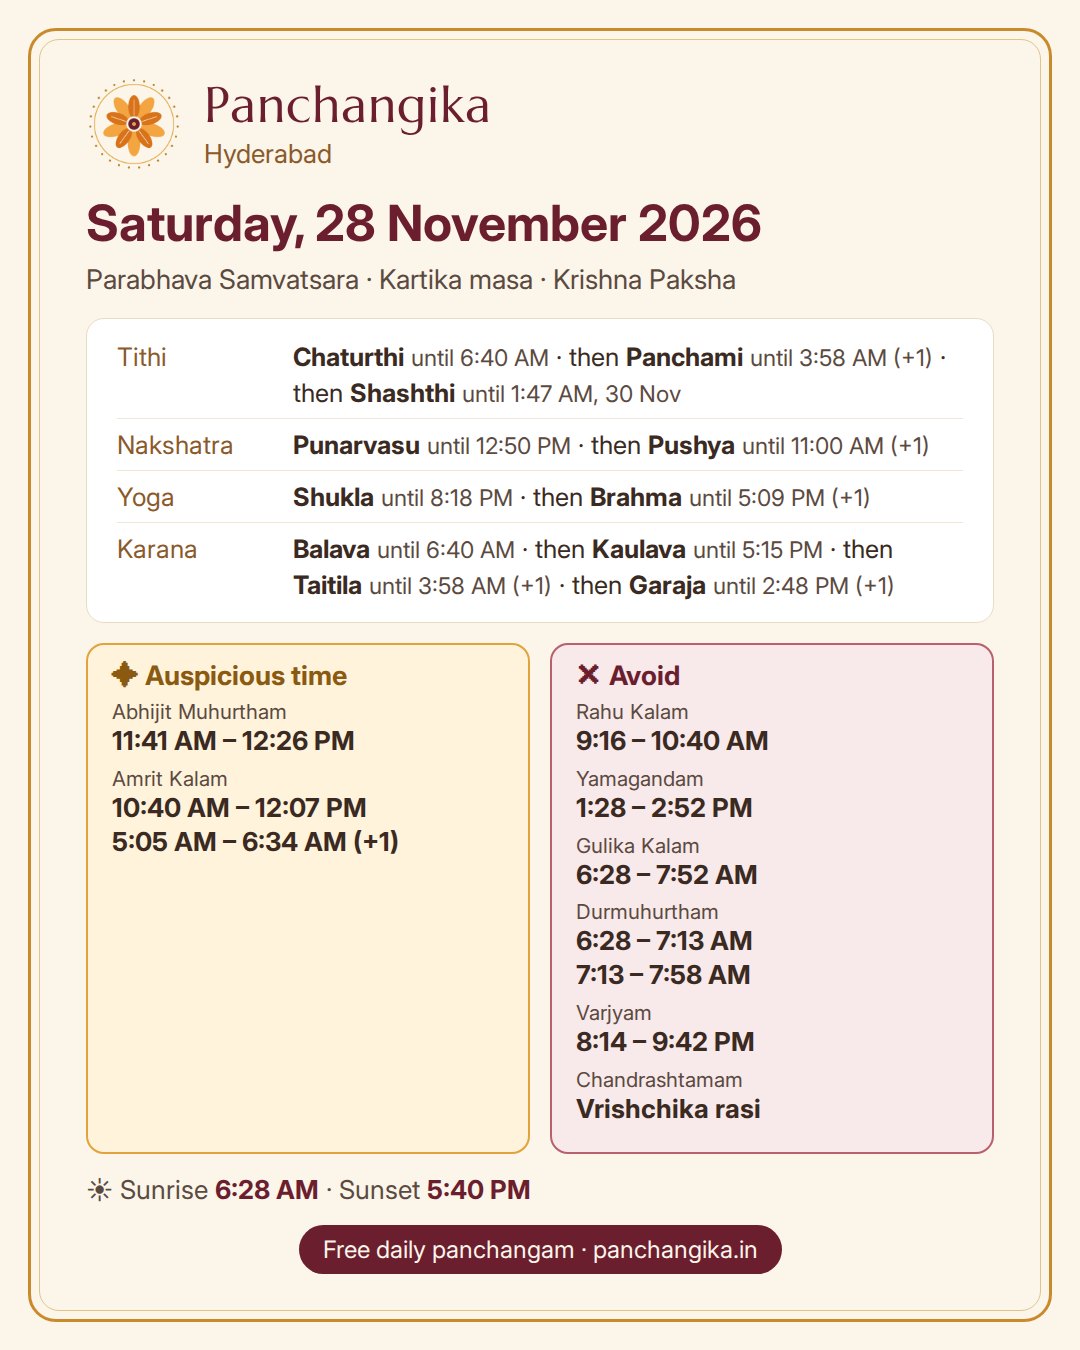 Panchangika
Hyderabad
Saturday, 28 November 2026
Parabhava Samvatsara · Kartika masa · Krishna Paksha
Tithi
Chaturthi until 6:40 AM · then Panchami until 3:58 AM (+1) ·
then Shashthi until 1:47 AM, 30 Nov
Nakshatra
Punarvasu until 12:50 PM · then Pushya until 11:00 AM (+1)
Yoga
Shukla until 8:18 PM · then Brahma until 5:09 PM (+1)
Karana
Balava until 6:40 AM · then Kaulava until 5:15 PM · then
Taitila until 3:58 AM (+1) · then Garaja until 2:48 PM (+1)
Auspicious time
Abhijit Muhurtham
11:41 AM – 12:26 PM
Amrit Kalam
10:40 AM – 12:07 PM
5:05 AM – 6:34 AM (+1)
Avoid
Rahu Kalam
9:16 – 10:40 AM
Yamagandam
1:28 – 2:52 PM
Gulika Kalam
6:28 – 7:52 AM
Durmuhurtham
6:28 – 7:13 AM
7:13 – 7:58 AM
Varjyam
8:14 – 9:42 PM
Chandrashtamam
Vrishchika rasi
Sunrise 6:28 AM · Sunset 5:40 PM
Free daily panchangam · panchangika.in